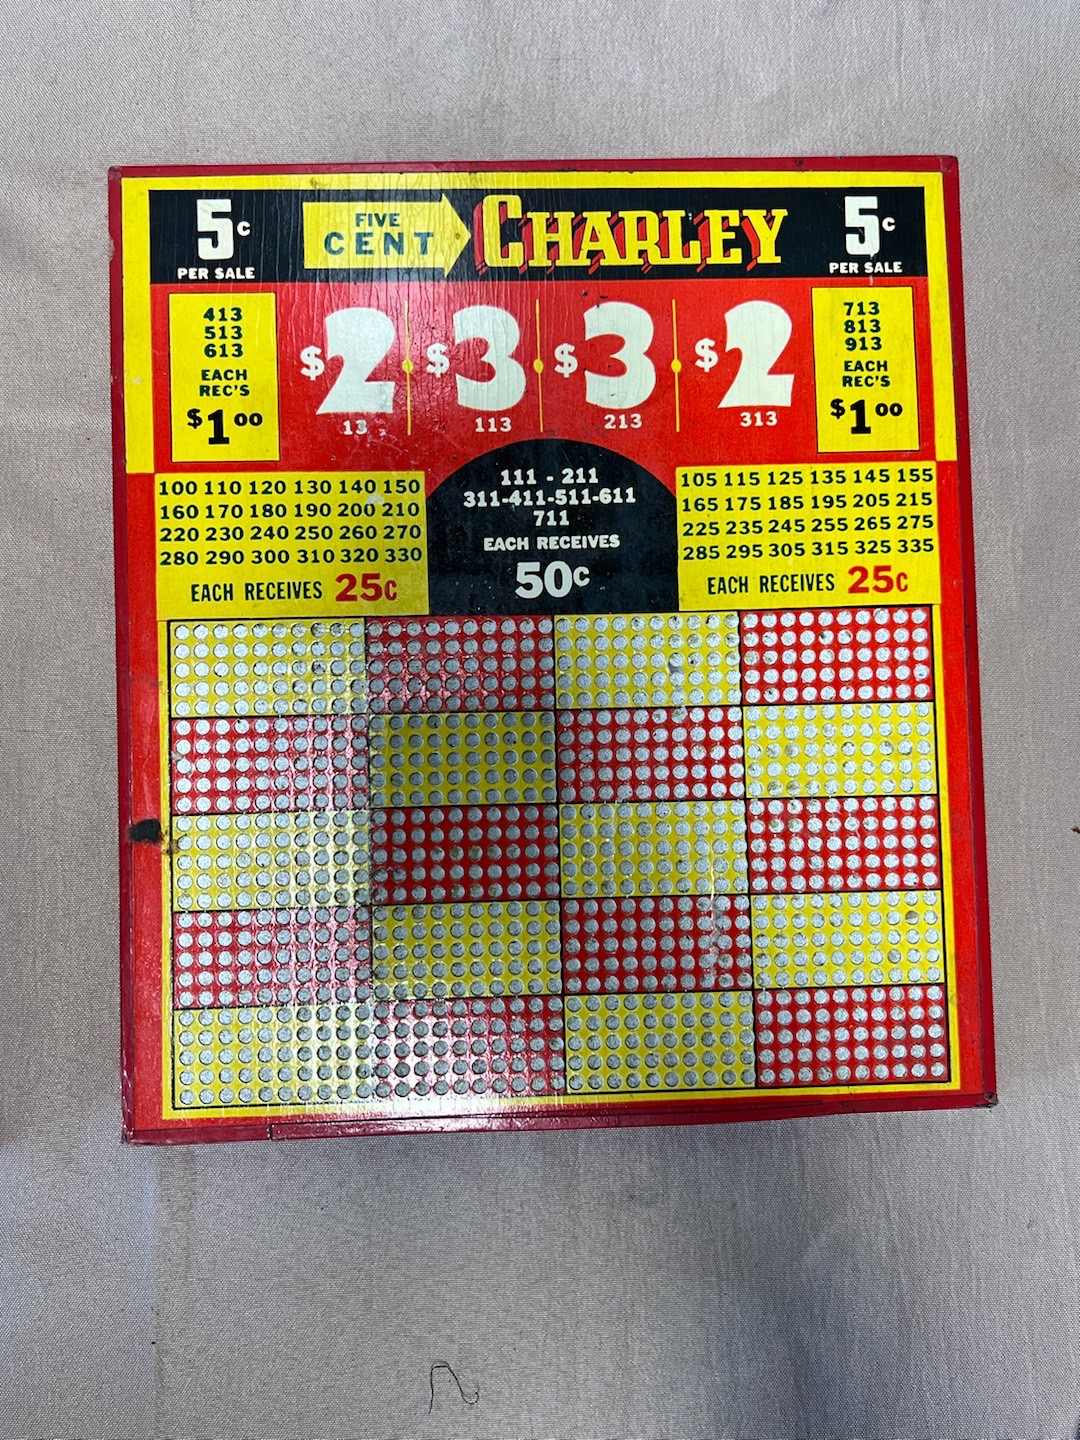 5c
PER SALE
FIVE
CENT
CHARLEY
5c
PER SALE
413
513
613
EACH
REC'S
$1.00
$2
13
$3
113
$3
213
$2
313
713
813
913
EACH
REC'S
$1.00
100 110 120 130 140 150
160 170 180 190 200 210
220 230 240 250 260 270
280 290 300 310 320 330
EACH RECEIVES 25c
111 - 211
311-411-511-611
711
EACH RECEIVES
50c
105 115 125 135 145 155
165 175 185 195 205 215
225 235 245 255 265 275
285 295 305 315 325 335
EACH RECEIVES 25c